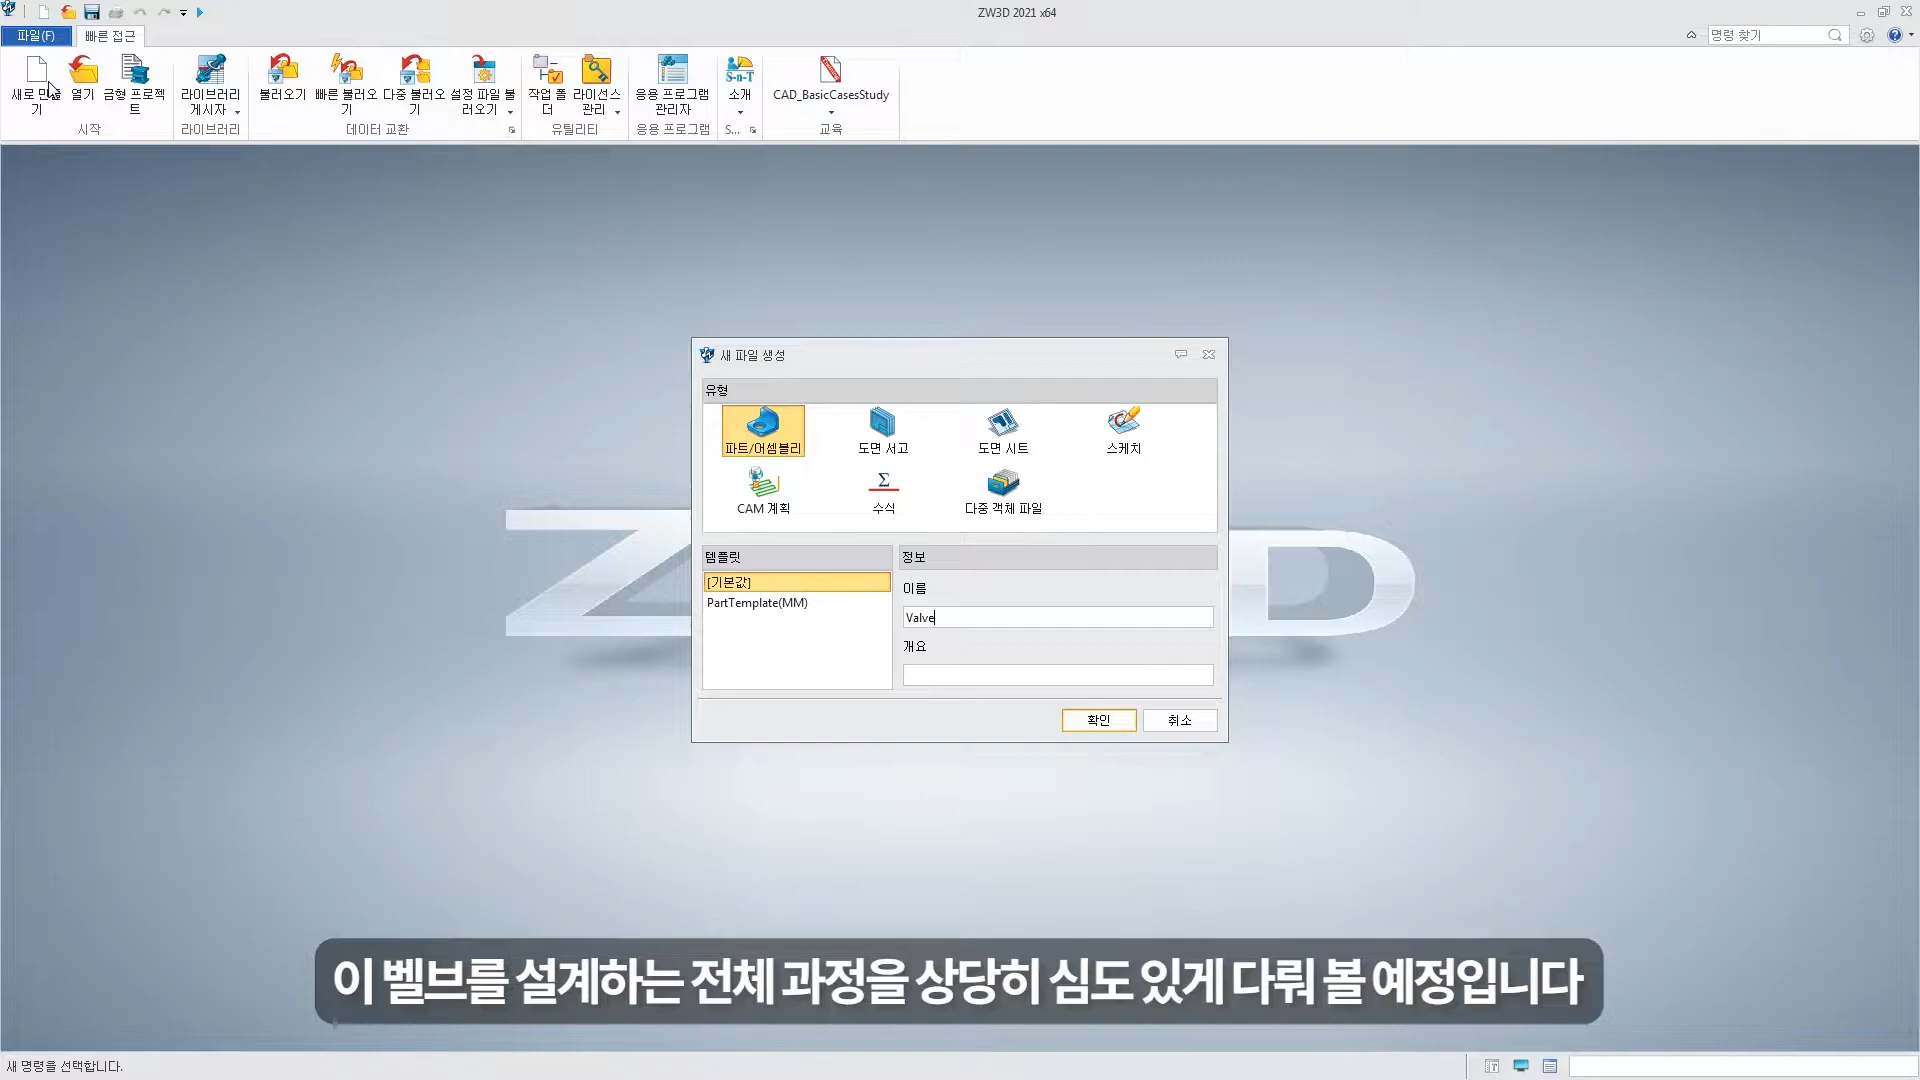 ZW3D 2021 x64
파일(F) 빠른 접근 명령 찾기
새로 만들기 열기 금형 프로젝트 라이브러리 게시자 불러오기 빠른 불러오기 다중 불러오기 설정 파일 불러오기 작업 폴더 라이선스 관리 응용 프로그램 관리자 S-n-T 소개 CAD_BasicCasesStudy
시작 라이브러리 데이터 교환 유틸리티 응용 프로그램 S... 교육
새 파일 생성
유형
파트/어셈블리 도면 서고 도면 시트 스케치
CAM 계획 수식 다중 객체 파일
템플릿 정보
[기본값] 이름
PartTemplate(MM) Valve
개요
확인 취소
이 벨브를 설계하는 전체 과정을 상당히 심도 있게 다뤄 볼 예정입니다
새 명령을 선택합니다.